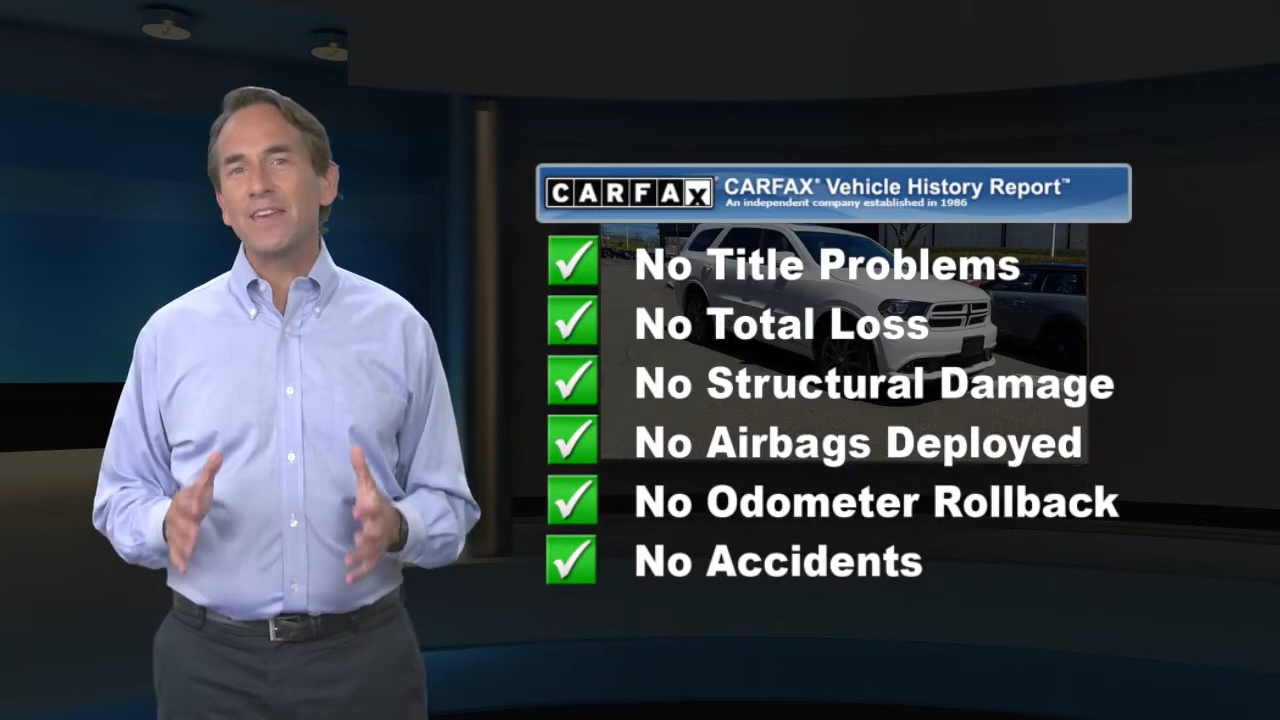 CARFAX
CARFAX® Vehicle History Report™
An independent company established in 1986
No Title Problems
No Total Loss
No Structural Damage
No Airbags Deployed
No Odometer Rollback
No Accidents